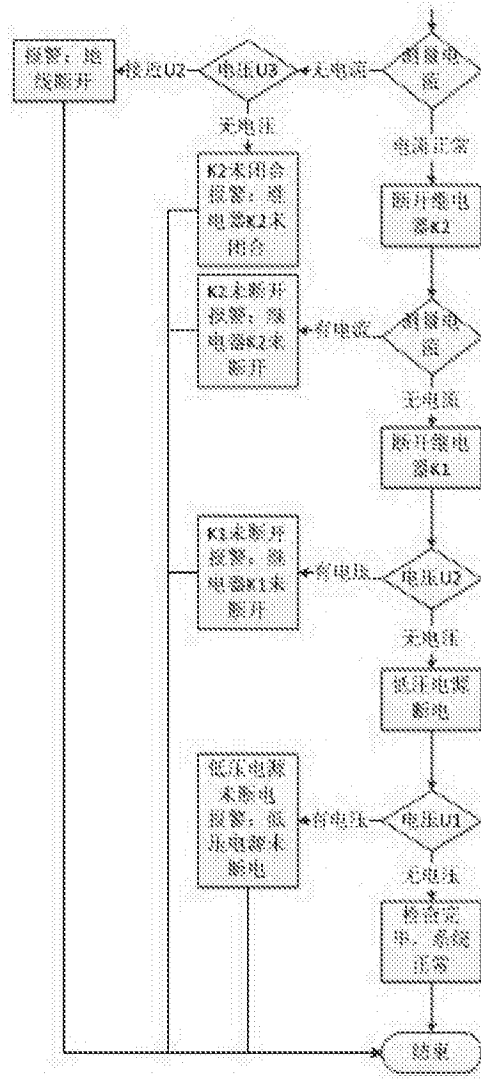 报警：地
线断开
接近U2
电压U3
无电流
测量电
流
无电压
电流正常
K2未闭合
报警：继
电器K2未
闭合
断开继电
器K2
K2未断开
报警：继
电器K2未
断开
有电流
测量电
流
无电流
断开继电
器K1
K1未断开
报警：继
电器K1未
断开
有电压
电压U2
无电压
低压电源
断电
低压电源
未断电
报警：低
压电源未
断电
有电压
电压U1
无电压
检查完
毕，系统
正常
结束